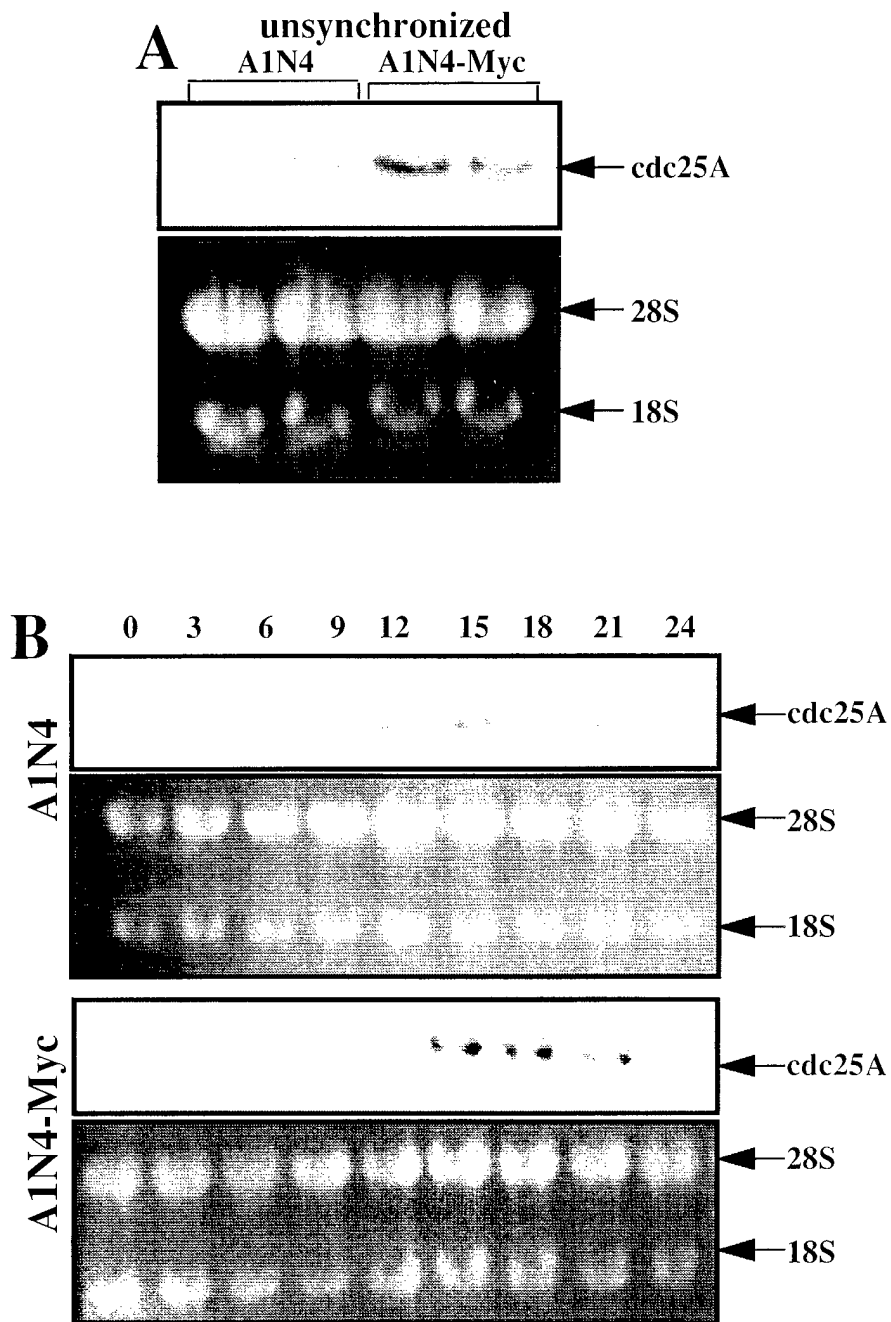 A
unsynchronized
A1N4 A1N4-Myc
cdc25A
28S
18S
B
0 3 6 9 12 15 18 21 24
A1N4
cdc25A
28S
18S
A1N4-Myc
cdc25A
28S
18S